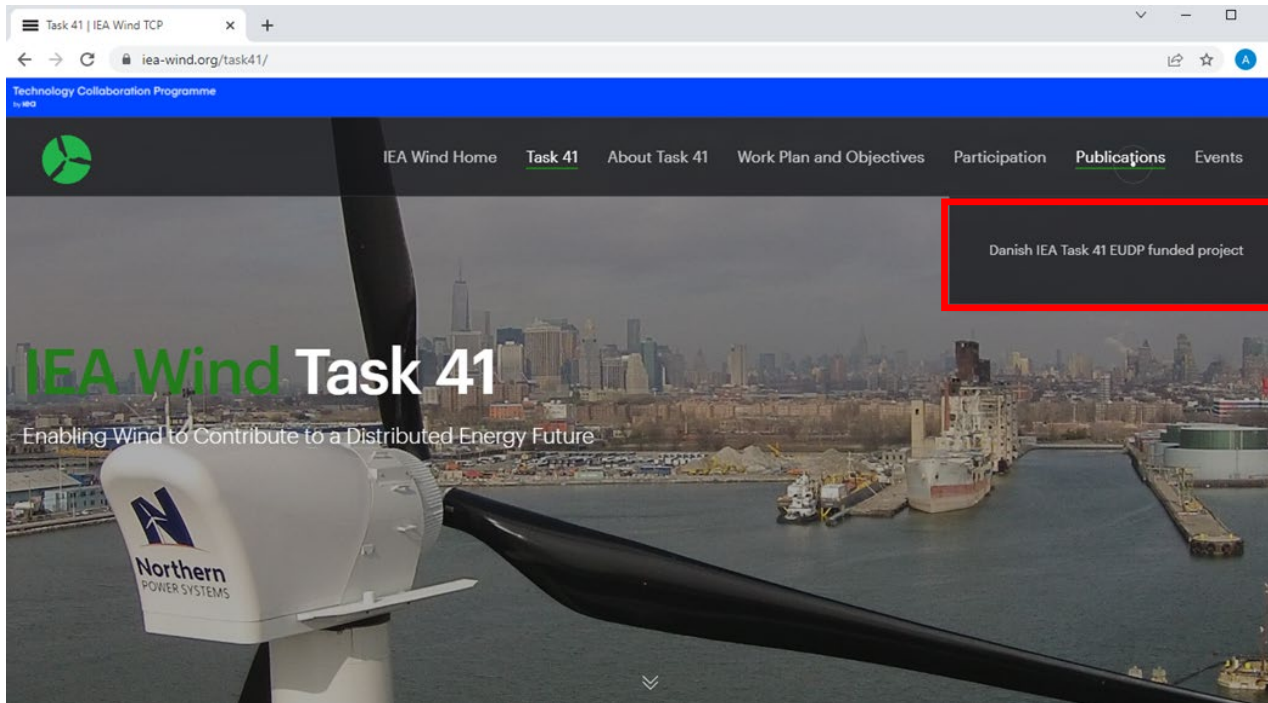 Task 41 | IEA Wind TCP
iea-wind.org/task41/
A
Technology Collaboration Programme
by iea
IEA Wind Home Task 41 About Task 41 Work Plan and Objectives Participation Publications Events
Danish IEA Task 41 EUDP funded project
IEA Wind Task 41
Enabling Wind to Contribute to a Distributed Energy Future
N
Northern
POWER SYSTEMS